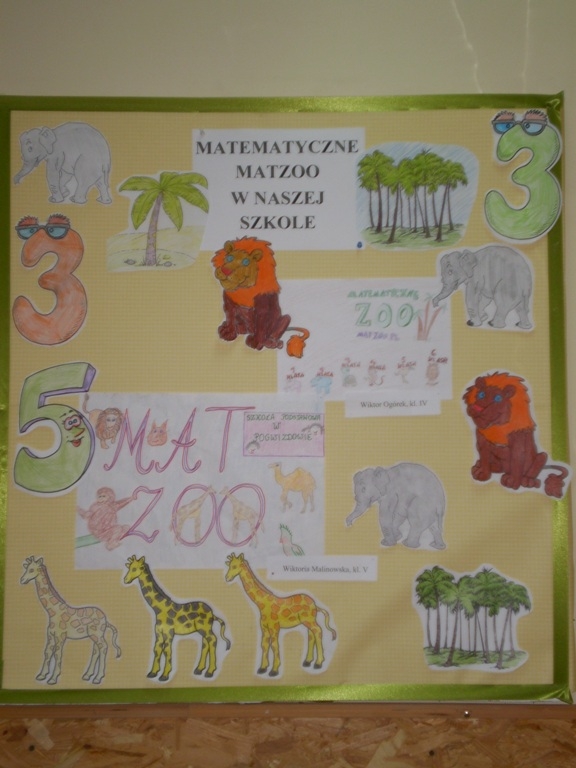 MATEMATYCZNE
MATZOO
W NASZEJ
SZKOLE
3
3
MATEMATYCZNE
ZOO
MATZOO.PL
Wiktor Ogórek, kl. IV
5
MAT
ZOO
SZKOŁA PODSTAWOWA
W
POGWIZDOWIE
Wiktoria Malinowska, kl. V